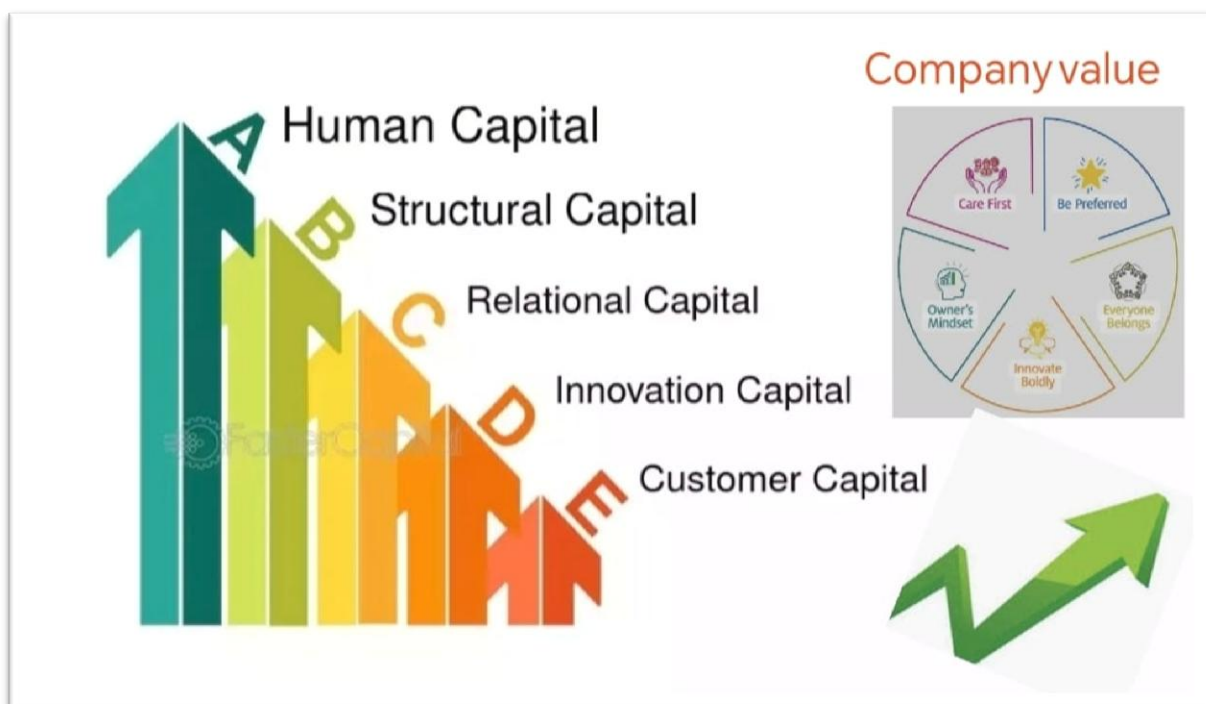 Company value
A Human Capital
B Structural Capital
C Relational Capital
D Innovation Capital
E Customer Capital
FasterCapital
Care First
Be Preferred
Owner's
Mindset
Everyone
Belongs
Innovate
Boldly